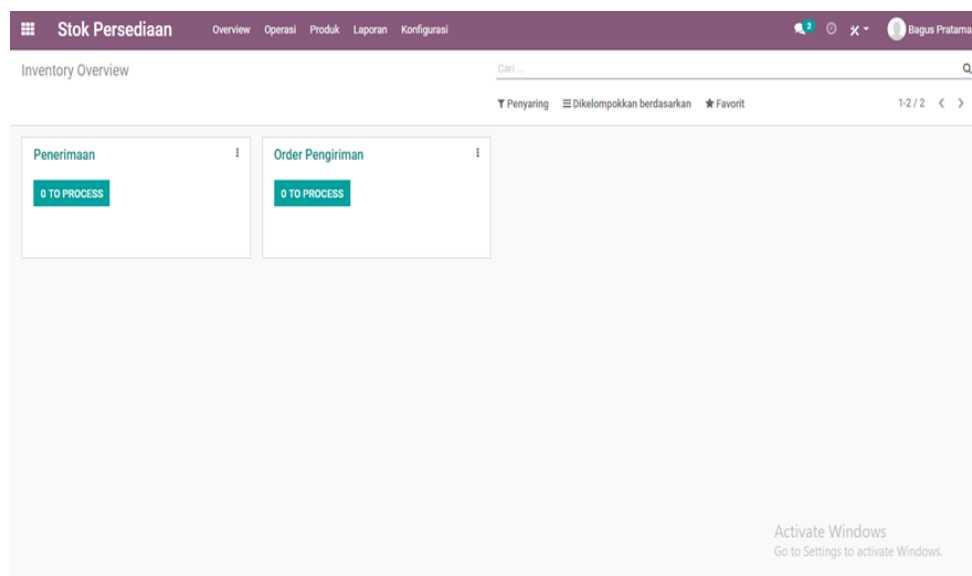 Stok Persediaan Overview Operasi Produk Laporan Konfigurasi 2 Bagus Pratama
Inventory Overview Cari ...
Penyaring Dikelompokkan berdasarkan Favorit 1-2 / 2
Penerimaan Order Pengiriman
0 TO PROCESS 0 TO PROCESS
Activate Windows
Go to Settings to activate Windows.